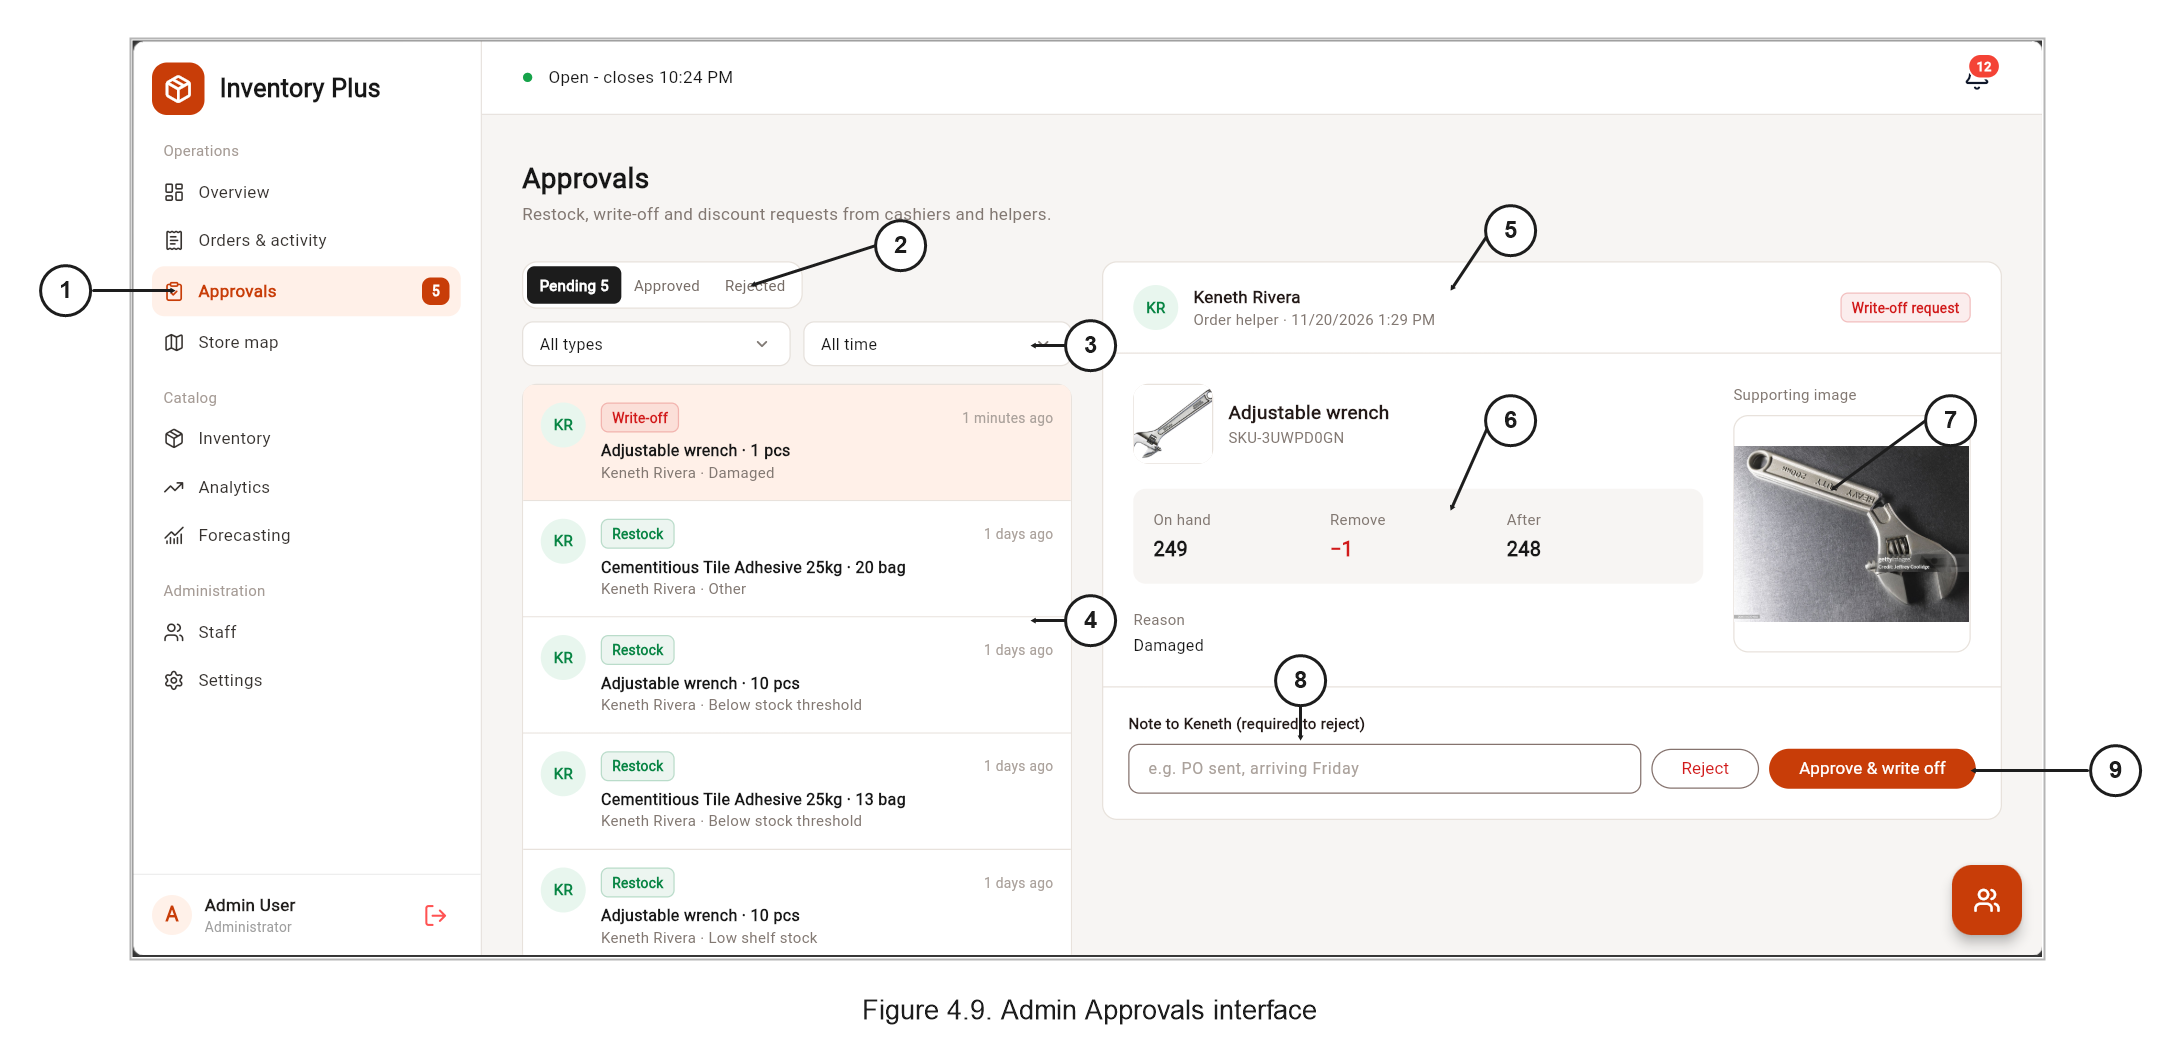 Inventory Plus
Open - closes 10:24 PM
12
Operations
Overview
Orders & activity
1
Approvals
5
Store map
Catalog
Inventory
Analytics
Forecasting
Administration
Staff
Settings
Admin User
A
Administrator
Approvals
Restock, write-off and discount requests from cashiers and helpers.
2
Pending 5
Approved
Rejected
All types
All time
3
KR
Write-off
1 minutes ago
Adjustable wrench · 1 pcs
Keneth Rivera · Damaged
KR
Restock
1 days ago
Cementitious Tile Adhesive 25kg · 20 bag
Keneth Rivera · Other
4
KR
Restock
1 days ago
Adjustable wrench · 10 pcs
Keneth Rivera · Below stock threshold
KR
Restock
1 days ago
Cementitious Tile Adhesive 25kg · 13 bag
Keneth Rivera · Below stock threshold
KR
Restock
1 days ago
Adjustable wrench · 10 pcs
Keneth Rivera · Low shelf stock
5
KR
Keneth Rivera
Order helper · 11/20/2026 1:29 PM
Write-off request
Adjustable wrench
SKU-3UWPD0GN
6
Supporting image
7
HEAVY
gettyimages
Credit: Jeffrey Coolidge
On hand
Remove
After
249
−1
248
Reason
Damaged
8
Note to Keneth (required to reject)
e.g. PO sent, arriving Friday
Reject
Approve & write off
9
Figure 4.9. Admin Approvals interface